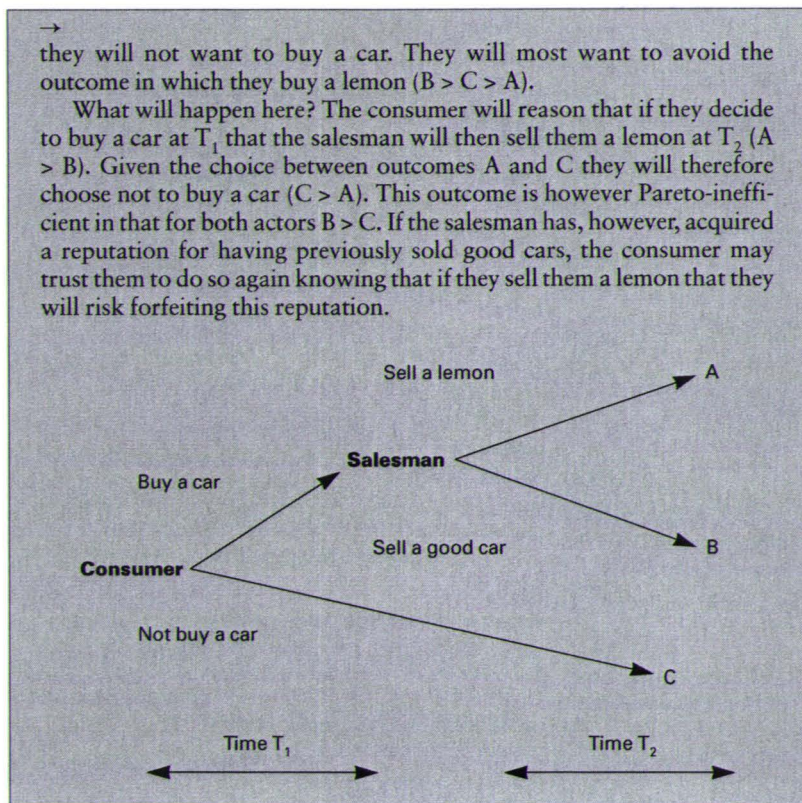 →
they will not want to buy a car. They will most want to avoid the
outcome in which they buy a lemon (B > C > A).
What will happen here? The consumer will reason that if they decide
to buy a car at T₁ that the salesman will then sell them a lemon at T₂ (A
> B). Given the choice between outcomes A and C they will therefore
choose not to buy a car (C > A). This outcome is however Pareto-ineffi-
cient in that for both actors B > C. If the salesman has, however, acquired
a reputation for having previously sold good cars, the consumer may
trust them to do so again knowing that if they sell them a lemon that they
will risk forfeiting this reputation.
Sell a lemon
A
Salesman
Buy a car
Sell a good car
B
Consumer
Not buy a car
C
Time T₁
Time T₂